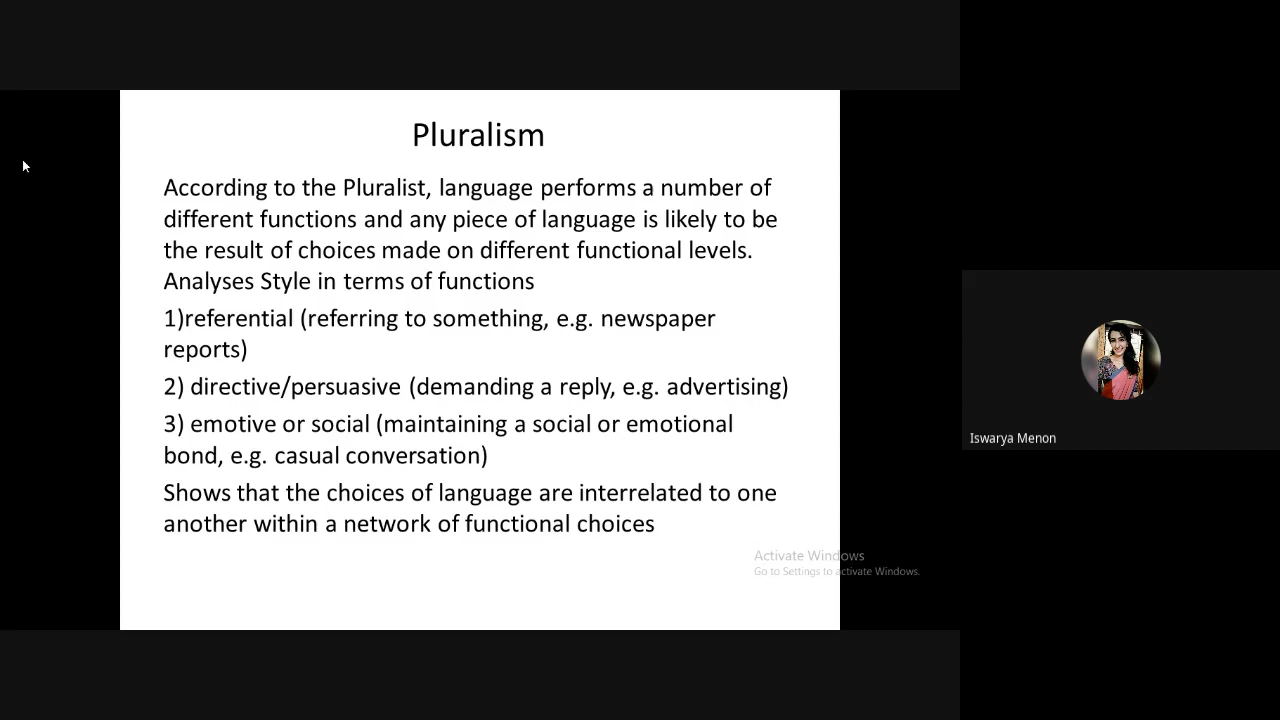 Pluralism
According to the Pluralist, language performs a number of
different functions and any piece of language is likely to be
the result of choices made on different functional levels.
Analyses Style in terms of functions
1)referential (referring to something, e.g. newspaper
reports)
2) directive/persuasive (demanding a reply, e.g. advertising)
3) emotive or social (maintaining a social or emotional
bond, e.g. casual conversation)
Shows that the choices of language are interrelated to one
another within a network of functional choices
Activate Windows
Go to Settings to activate Windows.
Iswarya Menon